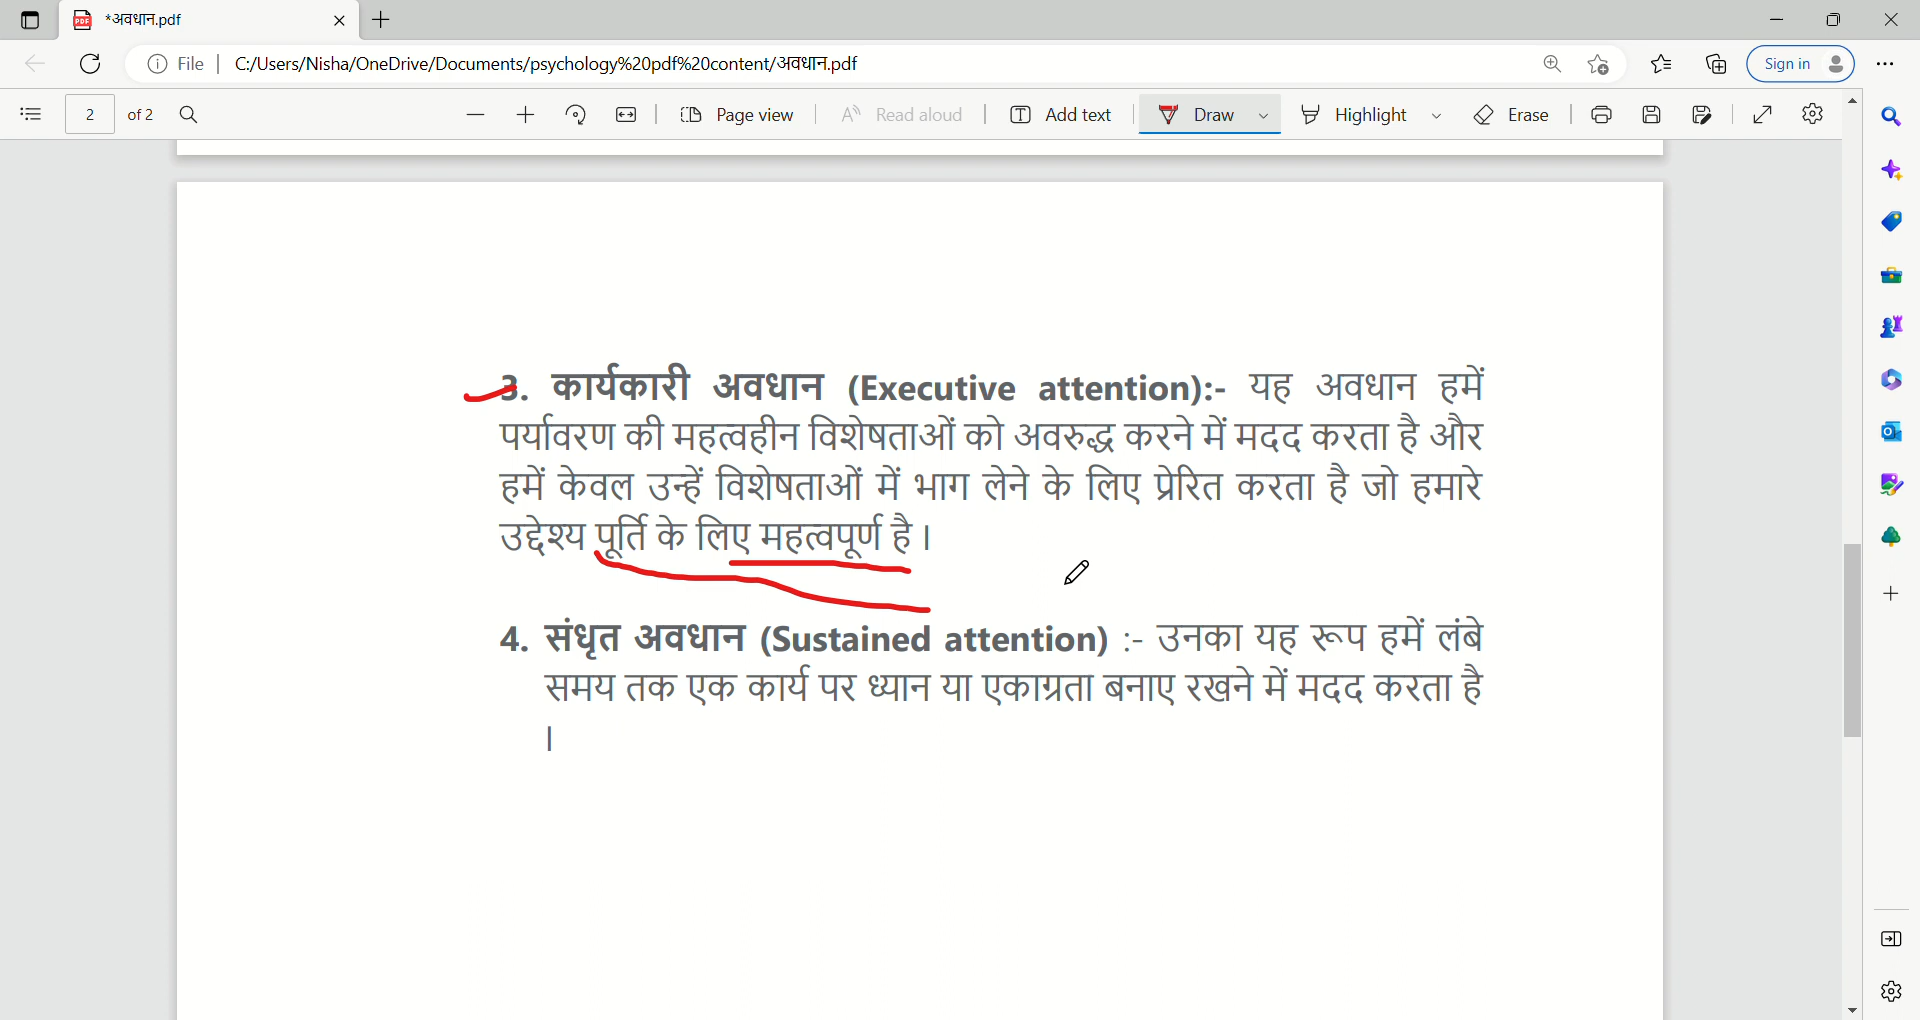 *अवधान.pdf
File
C:/Users/Nisha/OneDrive/Documents/psychology%20pdf%20content/अवधान.pdf
Sign in
2 of 2
Page view
Read aloud
Add text
Draw
Highlight
Erase
3. कार्यकारी अवधान (Executive attention):- यह अवधान हमें
पर्यावरण की महत्वहीन विशेषताओं को अवरुद्ध करने में मदद करता है और
हमें केवल उन्हें विशेषताओं में भाग लेने के लिए प्रेरित करता है जो हमारे
उद्देश्य पूर्ति के लिए महत्वपूर्ण है ।
4. संधृत अवधान (Sustained attention) :- उनका यह रूप हमें लंबे
समय तक एक कार्य पर ध्यान या एकाग्रता बनाए रखने में मदद करता है
।